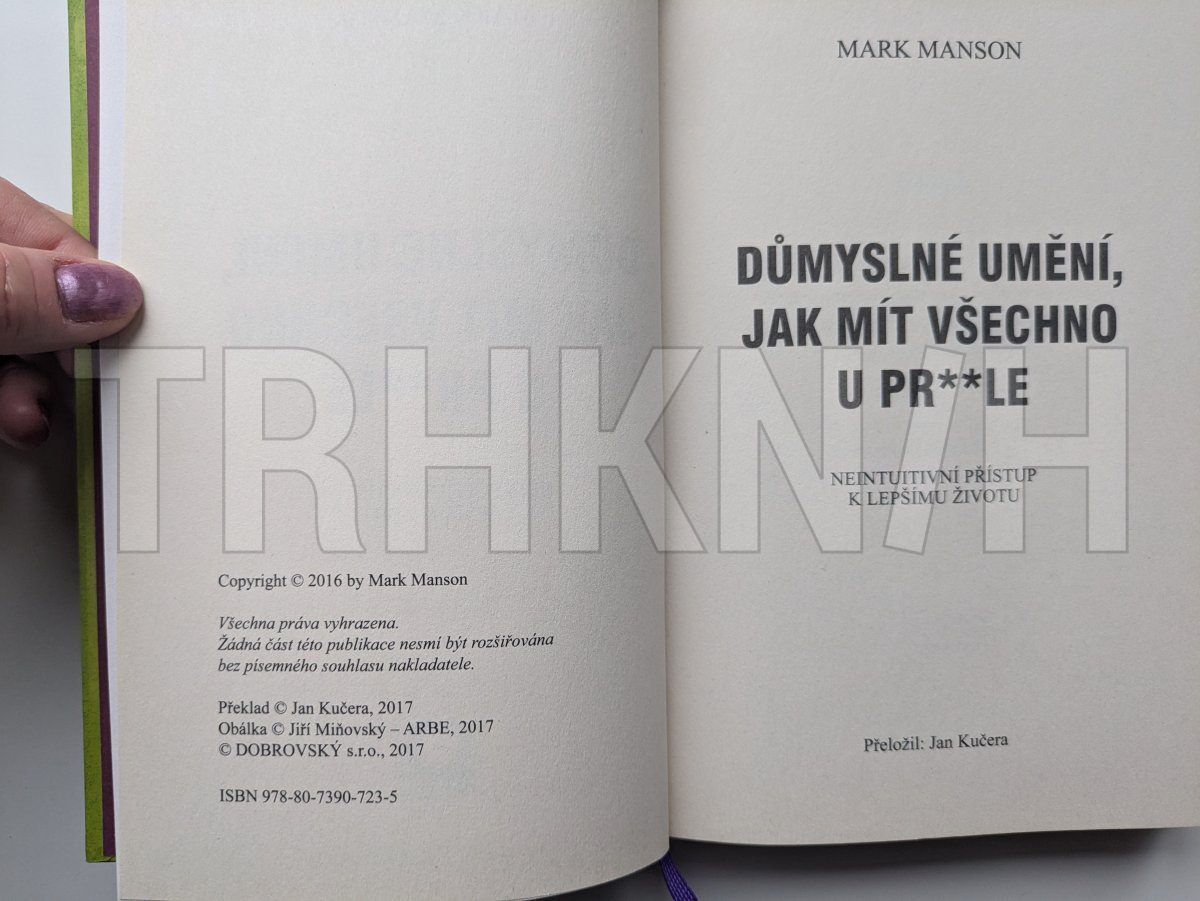 Copyright © 2016 by Mark Manson
Všechna práva vyhrazena.
Žádná část této publikace nesmí být rozšiřována
bez písemného souhlasu nakladatele.
Překlad © Jan Kučera, 2017
Obálka © Jiří Miňovský – ARBE, 2017
© DOBROVSKÝ s.r.o., 2017
ISBN 978-80-7390-723-5
MARK MANSON
DŮMYSLNÉ UMĚNÍ,
JAK MÍT VŠECHNO
U PR**LE
NEINTUITIVNÍ PŘÍSTUP
K LEPŠÍMU ŽIVOTU
Přeložil: Jan Kučera
TRHKN/H